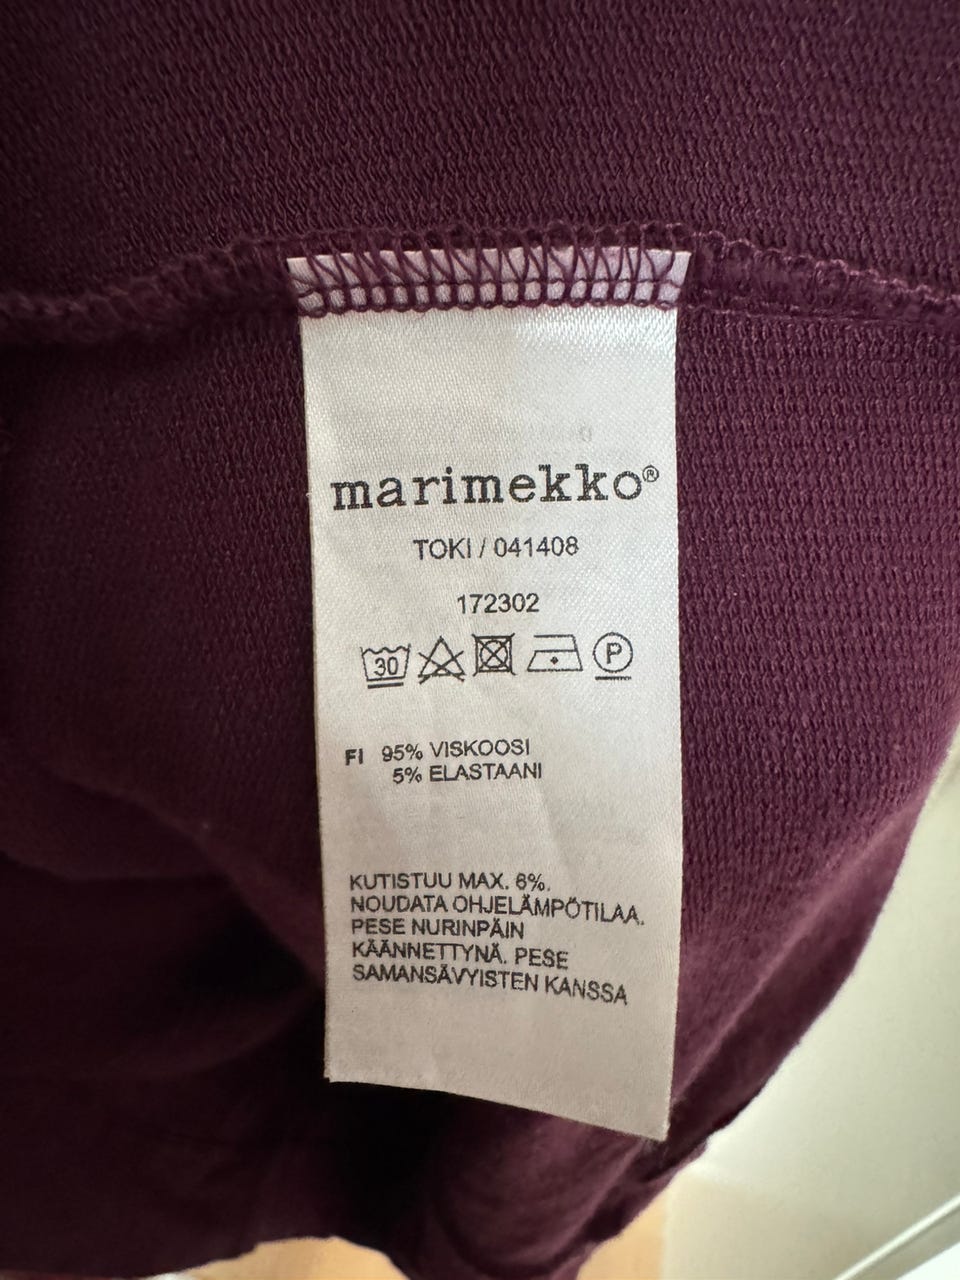 marimekko®
TOKI / 041408
172302
30 P
FI 95% VISKOOSI
5% ELASTAANI
KUTISTUU MAX. 6%.
NOUDATA OHJELÄMPÖTILAA.
PESE NURINPÄIN
KÄÄNNETTYNÄ. PESE
SAMANSÄVYISTEN KANSSA